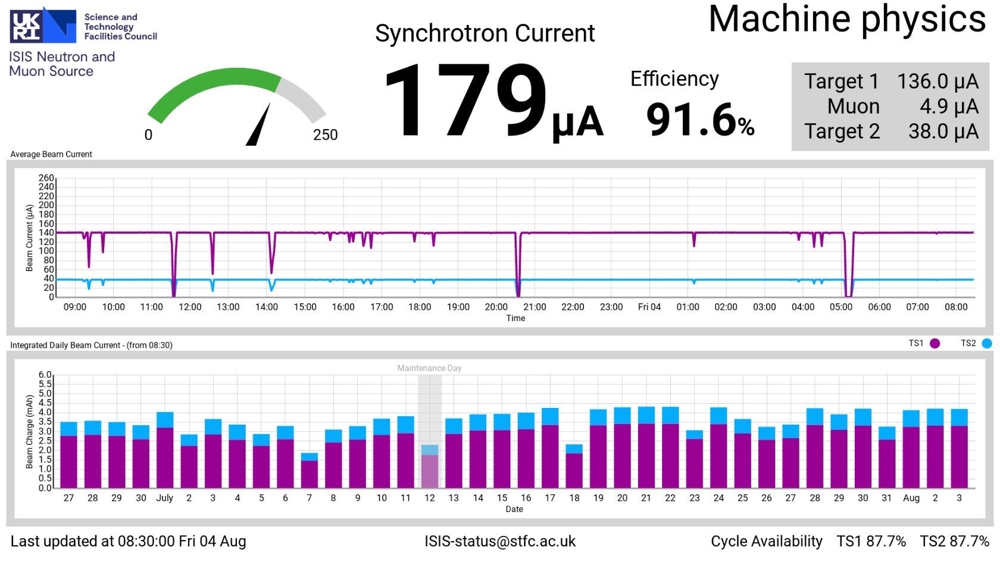 UK
RI
Science and
Technology
Facilities Council
ISIS Neutron and
Muon Source
Synchrotron Current
179 µA
0
250
Efficiency
91.6%
Machine physics
Target 1 136.0 µA
Muon 4.9 µA
Target 2 38.0 µA
Average Beam Current
Beam Current (µA)
260
240
220
200
180
160
140
120
100
80
60
40
20
0
09:00 10:00 11:00 12:00 13:00 14:00 15:00 16:00 17:00 18:00 19:00 20:00 21:00 22:00 23:00 Fri 04 01:00 02:00 03:00 04:00 05:00 06:00 07:00 08:00
Time
Integrated Daily Beam Current - (from 08:30)
TS1 TS2
Maintenance Day
Beam Charge (mAh)
6.0
5.5
5.0
4.5
4.0
3.5
3.0
2.5
2.0
1.5
1.0
0.5
0.0
27 28 29 30 July 2 3 4 5 6 7 8 9 10 11 12 13 14 15 16 17 18 19 20 21 22 23 24 25 26 27 28 29 30 31 Aug 2 3
Date
Last updated at 08:30:00 Fri 04 Aug
ISIS-status@stfc.ac.uk
Cycle Availability TS1 87.7% TS2 87.7%